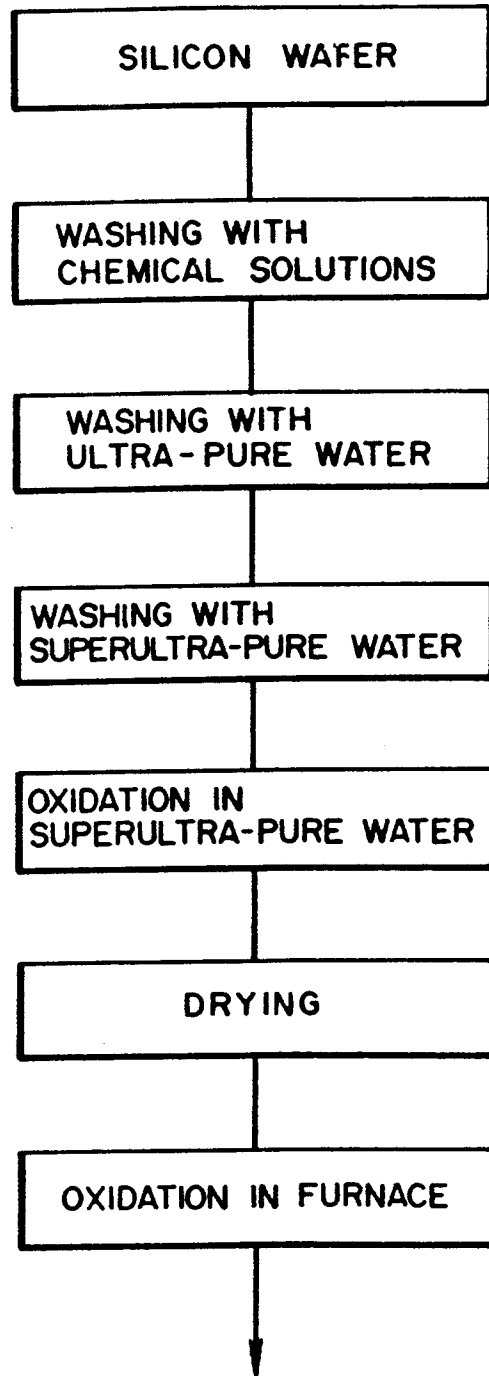 SILICON WAFER
WASHING WITH
CHEMICAL SOLUTIONS
WASHING WITH
ULTRA-PURE WATER
WASHING WITH
SUPERULTRA-PURE WATER
OXIDATION IN
SUPERULTRA-PURE WATER
DRYING
OXIDATION IN FURNACE